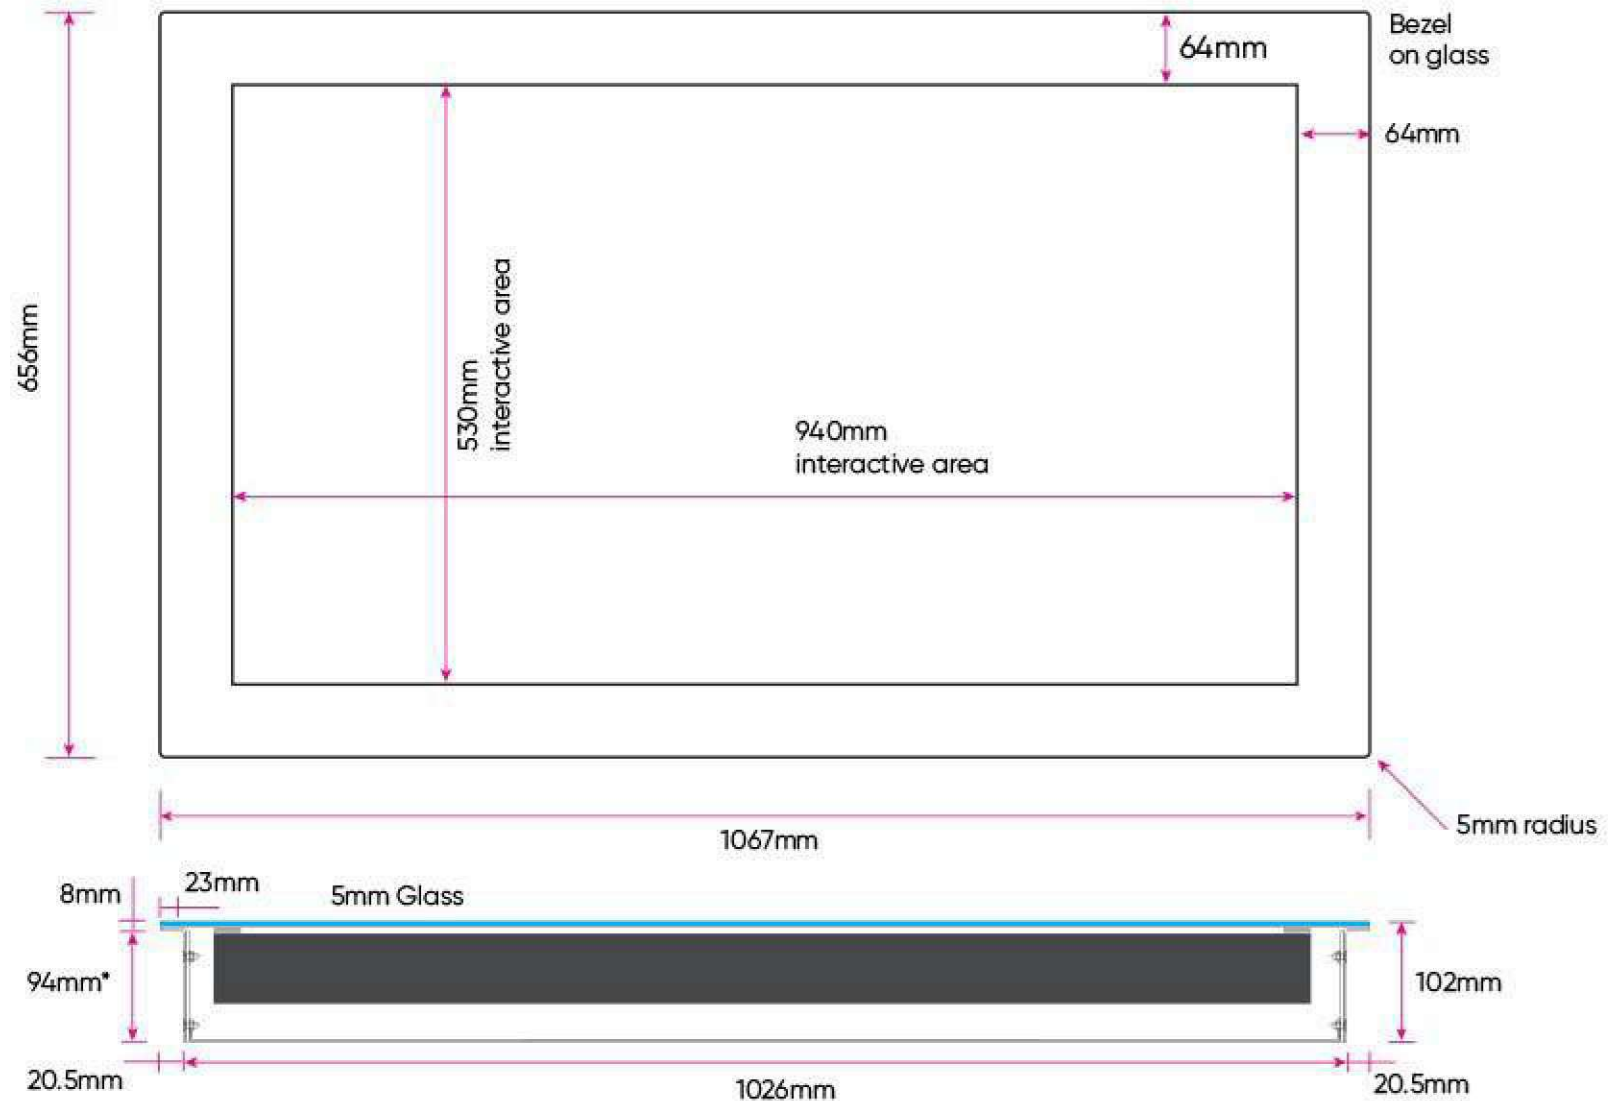 Bezel
on glass
64mm
64mm
656mm
530mm
interactive area
940mm
interactive area
1067mm
5mm radius
8mm
23mm
5mm Glass
94mm*
102mm
20.5mm
1026mm
20.5mm